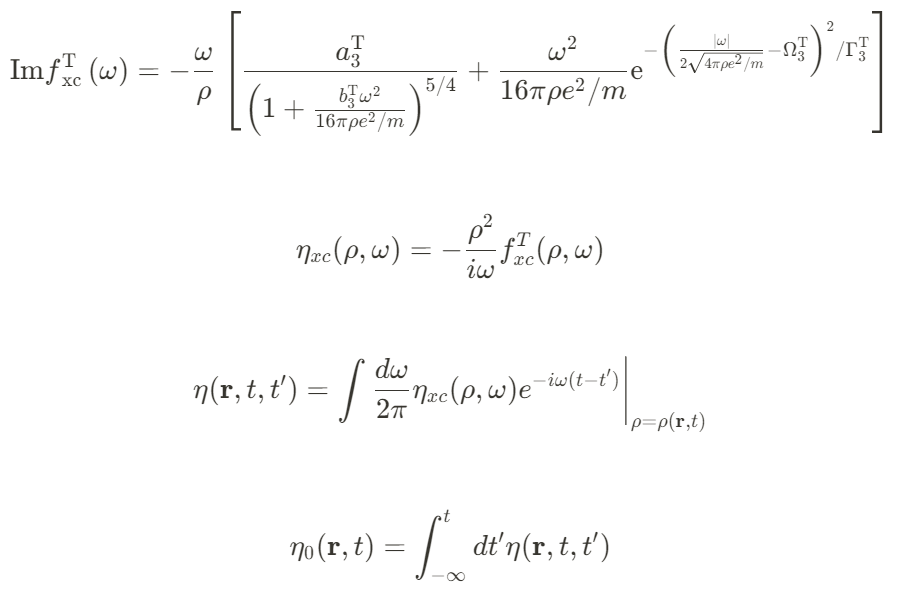 $$\mathrm{Im} f_{\mathrm{xc}}^{\mathrm{T}}(\omega) = -\frac{\omega}{\rho}\left[\frac{a_3^{\mathrm{T}}}{\left(1+\frac{b_3^{\mathrm{T}}\omega^2}{16\pi\rho e^2/m}\right)^{5/4}}+\frac{\omega^2}{16\pi\rho e^2/m}\mathrm{e}^{-\left(\frac{|\omega|}{2\sqrt{4\pi\rho e^2/m}}-\Omega_3^{\mathrm{T}}\right)^2/\Gamma_3^{\mathrm{T}}}\right]$$
$$\eta_{xc}(\rho,\omega) = -\frac{\rho^2}{i\omega}f_{xc}^{T}(\rho,\omega)$$
$$\eta(\mathbf{r},t,t') = \int\frac{d\omega}{2\pi}\eta_{xc}(\rho,\omega)e^{-i\omega(t-t')}\bigg|_{\rho=\rho(\mathbf{r},t)}$$
$$\eta_0(\mathbf{r},t) = \int_{-\infty}^{t}dt'\eta(\mathbf{r},t,t')$$